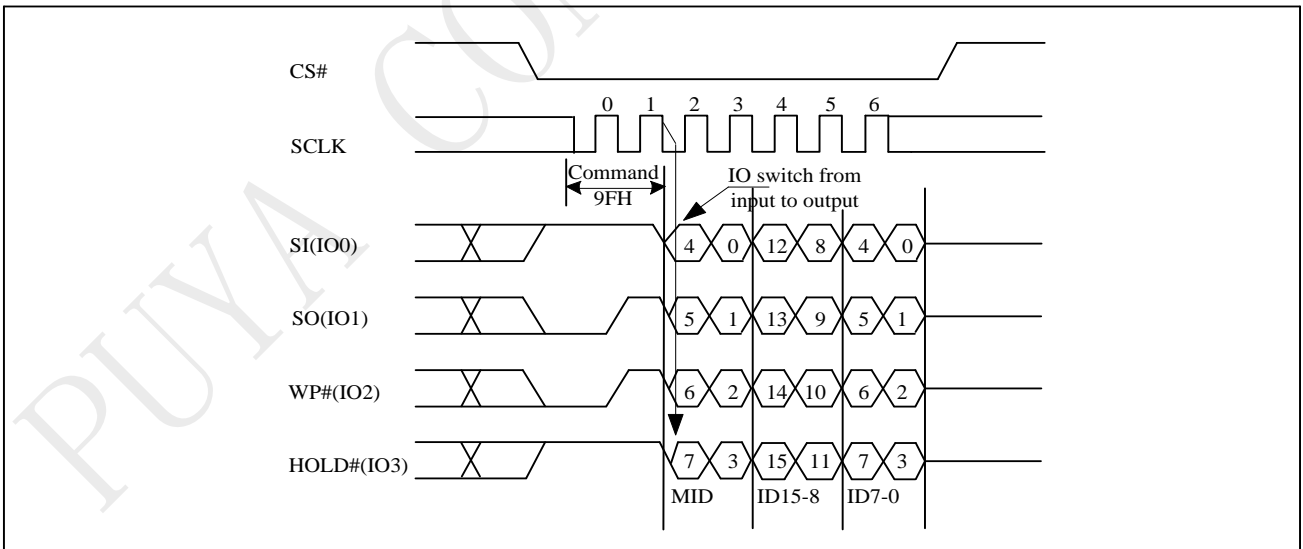 PUYA CON
CS#
0 1 2 3 4 5 6
SCLK
Command
9FH
IO switch from
input to output
SI(IO0)
4 0 12 8 4 0
SO(IO1)
5 1 13 9 5 1
WP#(IO2)
6 2 14 10 6 2
HOLD#(IO3)
7 3 15 11 7 3
MID ID15-8 ID7-0